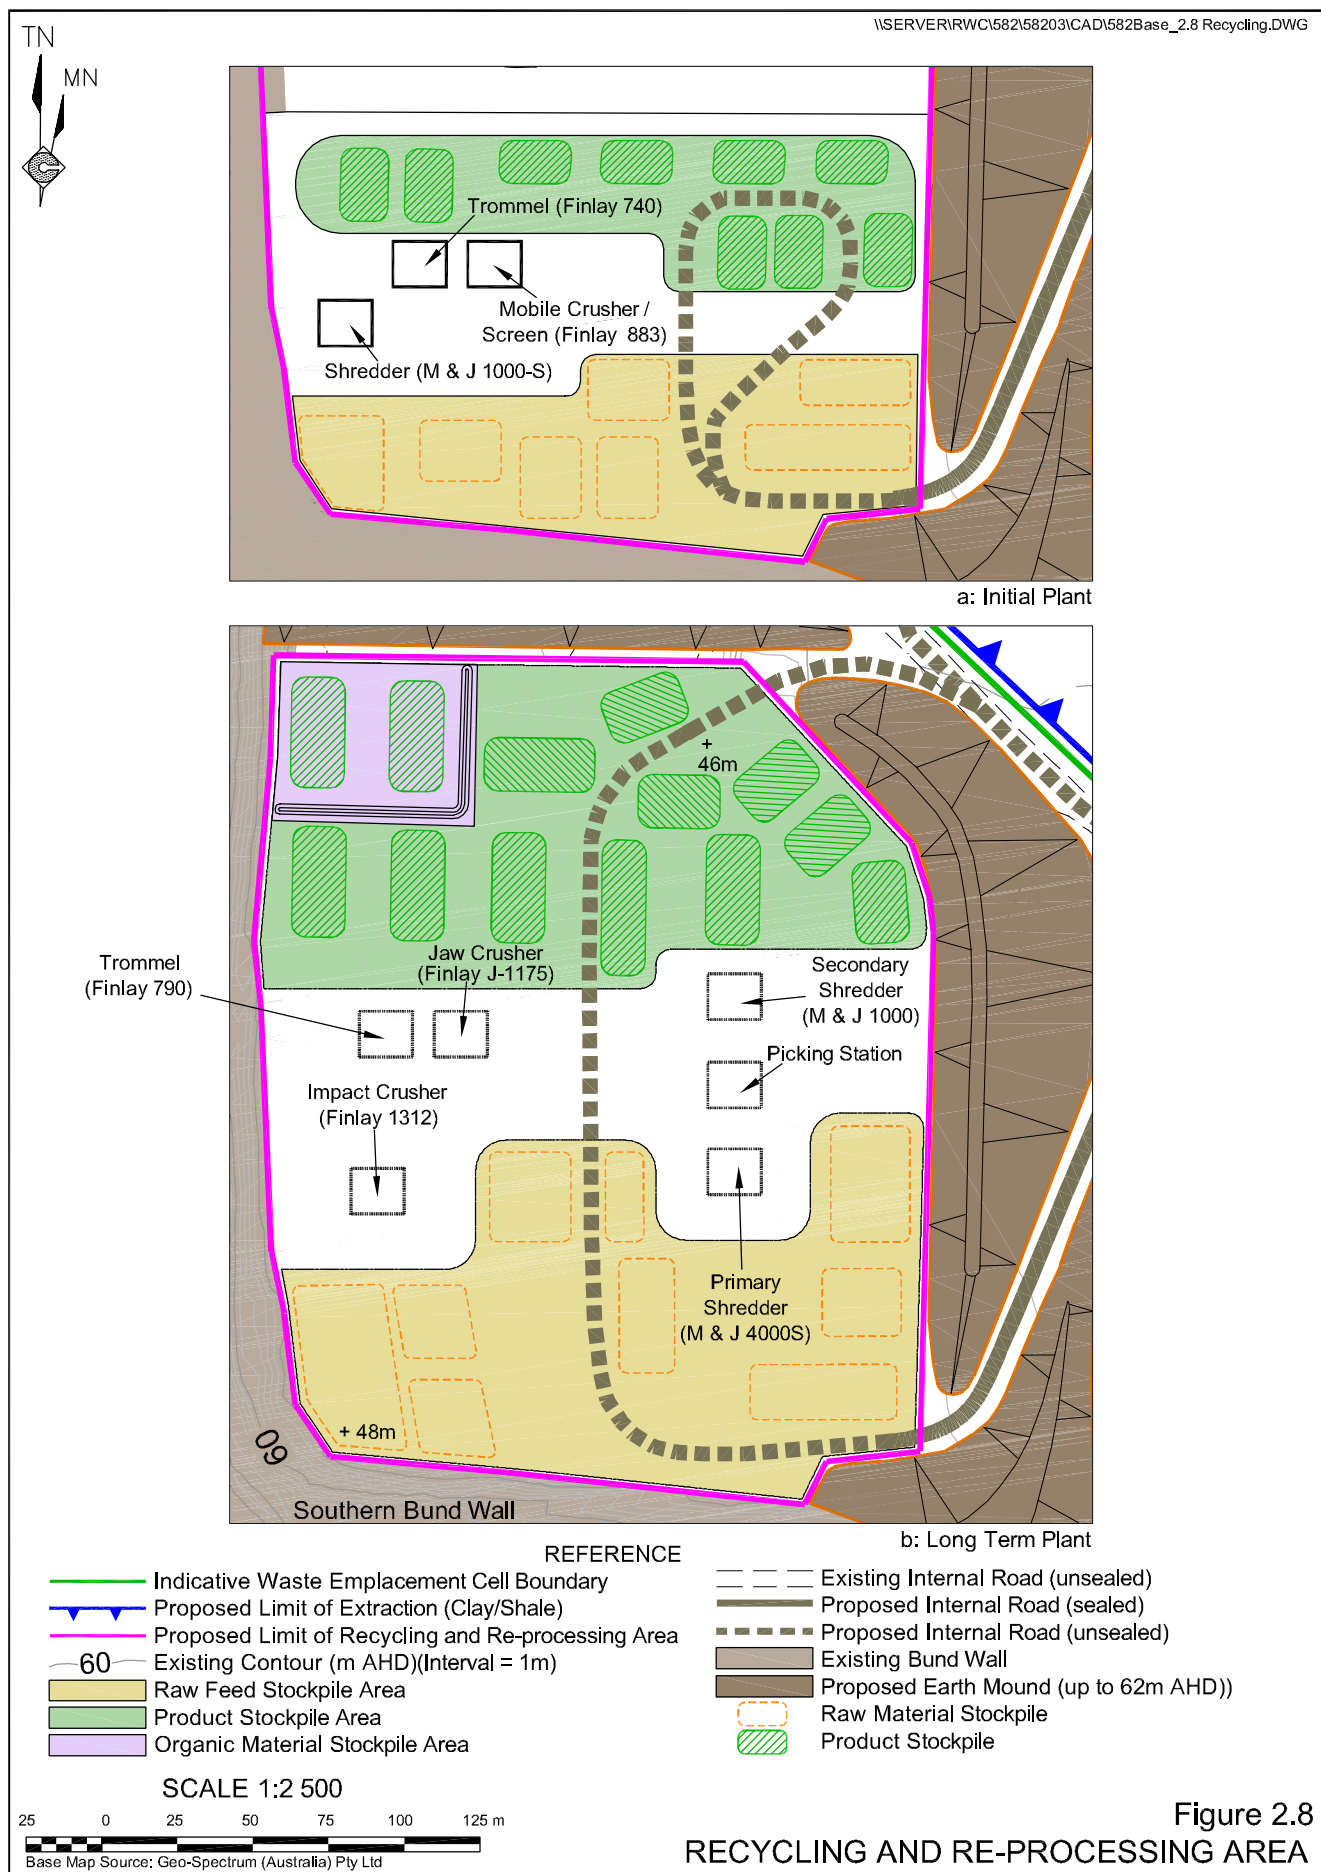 \\SERVER\RWC\582\58203\CAD\582Base_2.8 Recycling.DWG
TN
MN
Trommel (Finlay 740)
Mobile Crusher /
Screen (Finlay 883)
Shredder (M & J 1000-S)
a: Initial Plant
+
46m
Trommel
(Finlay 790)
Jaw Crusher
(Finlay J-1175)
Secondary
Shredder
(M & J 1000)
Picking Station
Impact Crusher
(Finlay 1312)
Primary
Shredder
(M & J 4000S)
+ 48m
60
Southern Bund Wall
b: Long Term Plant
REFERENCE
Indicative Waste Emplacement Cell Boundary
Proposed Limit of Extraction (Clay/Shale)
Proposed Limit of Recycling and Re-processing Area
60 Existing Contour (m AHD)(Interval = 1m)
Raw Feed Stockpile Area
Product Stockpile Area
Organic Material Stockpile Area
Existing Internal Road (unsealed)
Proposed Internal Road (sealed)
Proposed Internal Road (unsealed)
Existing Bund Wall
Proposed Earth Mound (up to 62m AHD))
Raw Material Stockpile
Product Stockpile
SCALE 1:2 500
25 0 25 50 75 100 125 m
Base Map Source: Geo-Spectrum (Australia) Pty Ltd
Figure 2.8
RECYCLING AND RE-PROCESSING AREA